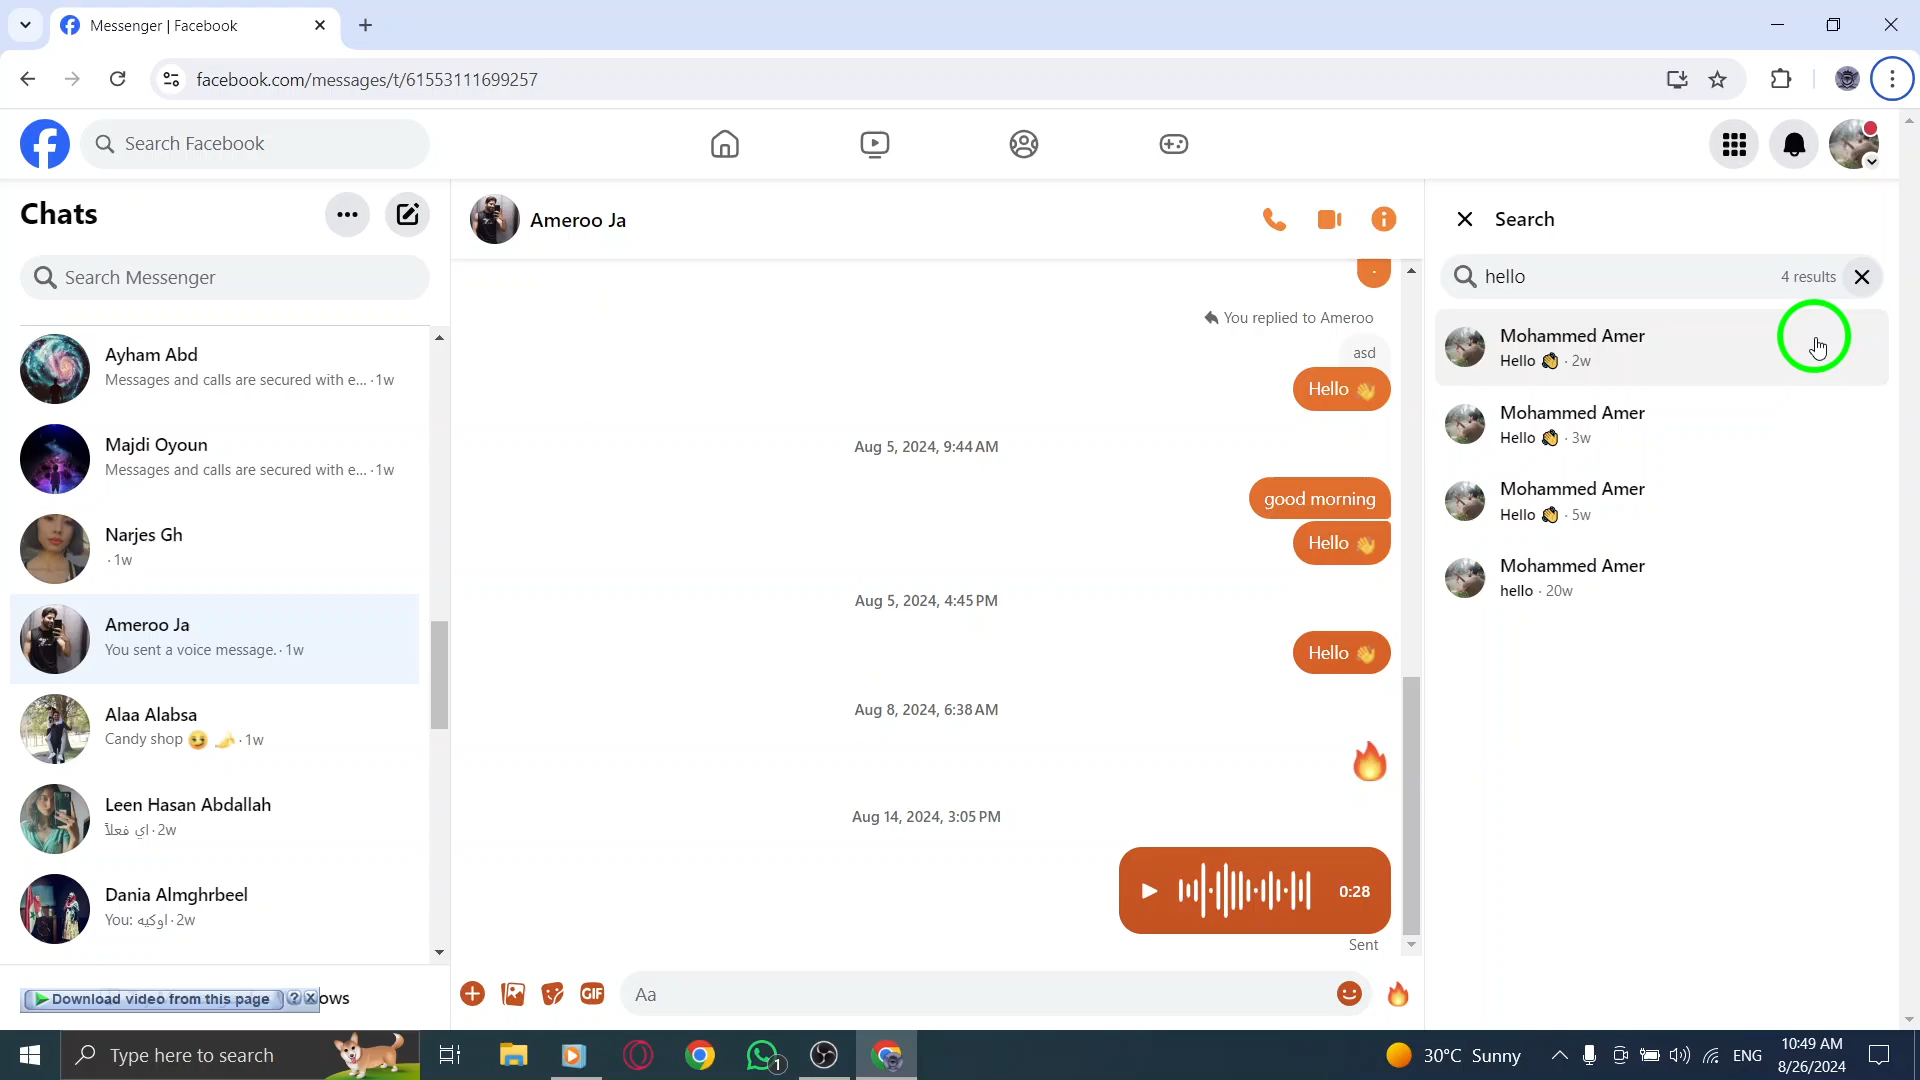 Messenger | Facebook
facebook.com/messages/t/61553111699257
Search Facebook
Chats
Search Messenger
Ayham Abd
Messages and calls are secured with e... · 1w
Majdi Oyoun
Messages and calls are secured with e... · 1w
Narjes Gh
· 1w
Ameroo Ja
You sent a voice message. · 1w
Alaa Alabsa
Candy shop 😏 🍌 · 1w
Leen Hasan Abdallah
اي فعلاً · 2w
Dania Almghrbeel
You: اوكيه · 2w
Download video from this page ? X ows
Ameroo Ja
.
You replied to Ameroo
asd
Hello 👋
Aug 5, 2024, 9:44 AM
good morning
Hello 👋
Aug 5, 2024, 4:45 PM
Hello 👋
Aug 8, 2024, 6:38 AM
🔥
Aug 14, 2024, 3:05 PM
0:28
Sent
GIF
Aa
Search
hello
4 results
Mohammed Amer
Hello 👋 · 2w
Mohammed Amer
Hello 👋 · 3w
Mohammed Amer
Hello 👋 · 5w
Mohammed Amer
hello · 20w
Type here to search
1
30°C Sunny
ENG
10:49 AM
8/26/2024